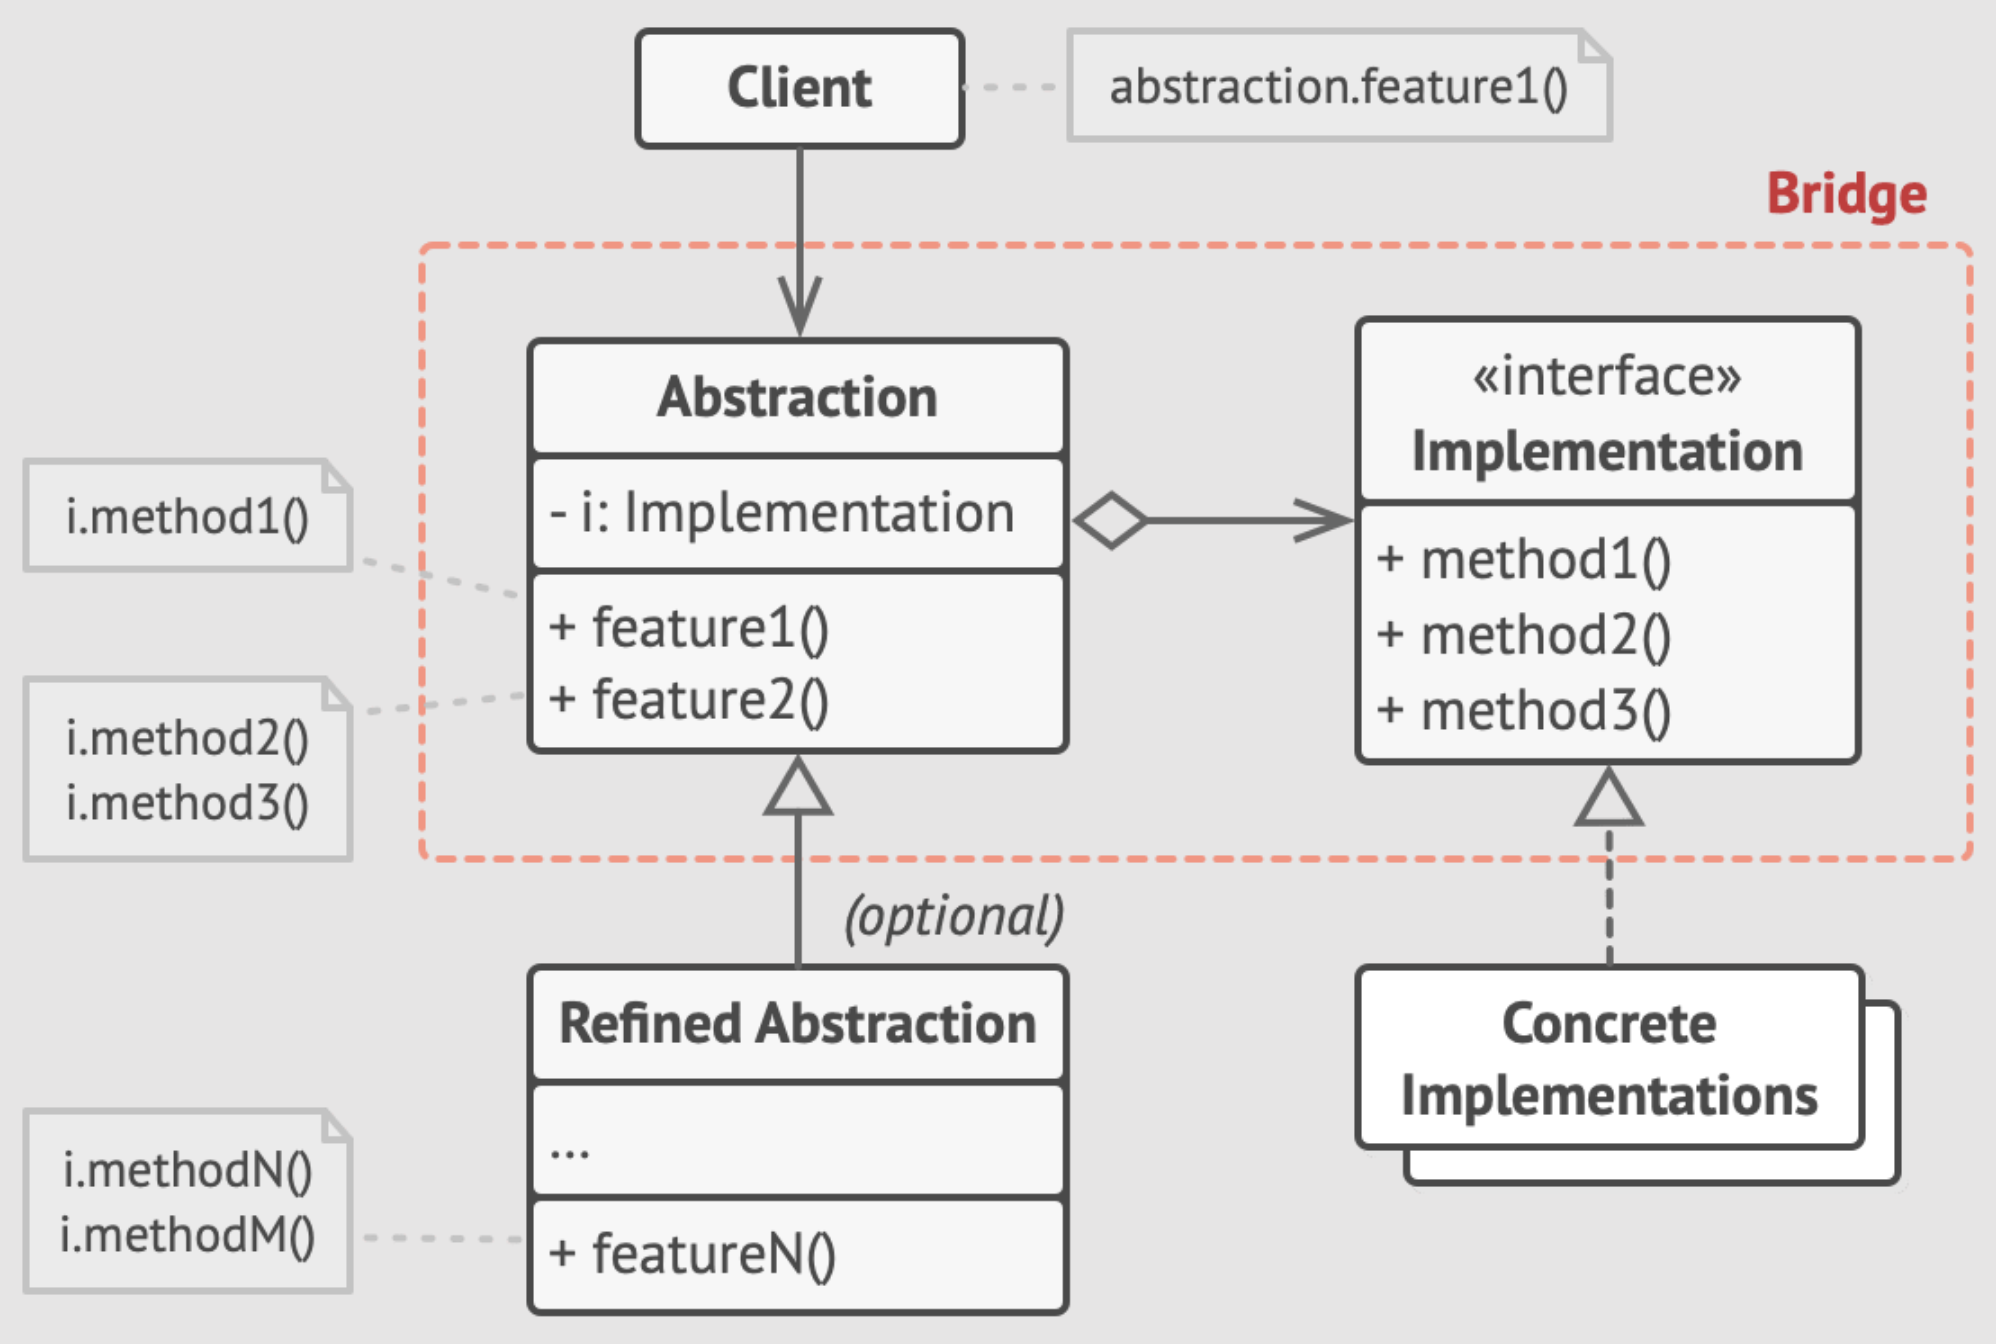 Client
abstraction.feature1()
Bridge
Abstraction
- i: Implementation
+ feature1()
+ feature2()
«interface»
Implementation
+ method1()
+ method2()
+ method3()
i.method1()
i.method2()
i.method3()
(optional)
Refined Abstraction
...
+ featureN()
i.methodN()
i.methodM()
Concrete
Implementations